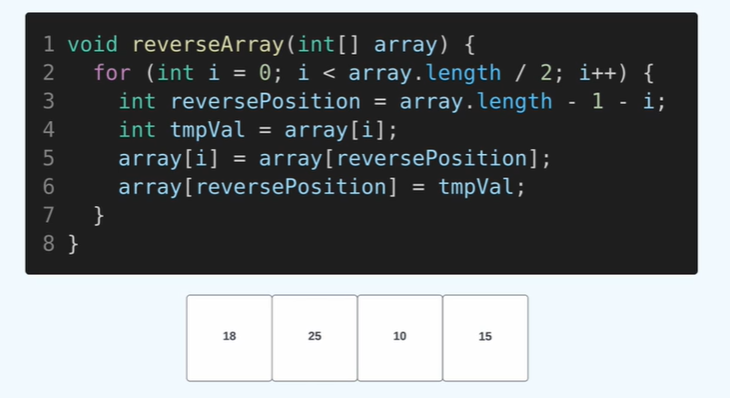 1 void reverseArray(int[] array) {
2   for (int i = 0; i < array.length / 2; i++) {
3     int reversePosition = array.length - 1 - i;
4     int tmpVal = array[i];
5     array[i] = array[reversePosition];
6     array[reversePosition] = tmpVal;
7   }
8 }
18 25 10 15